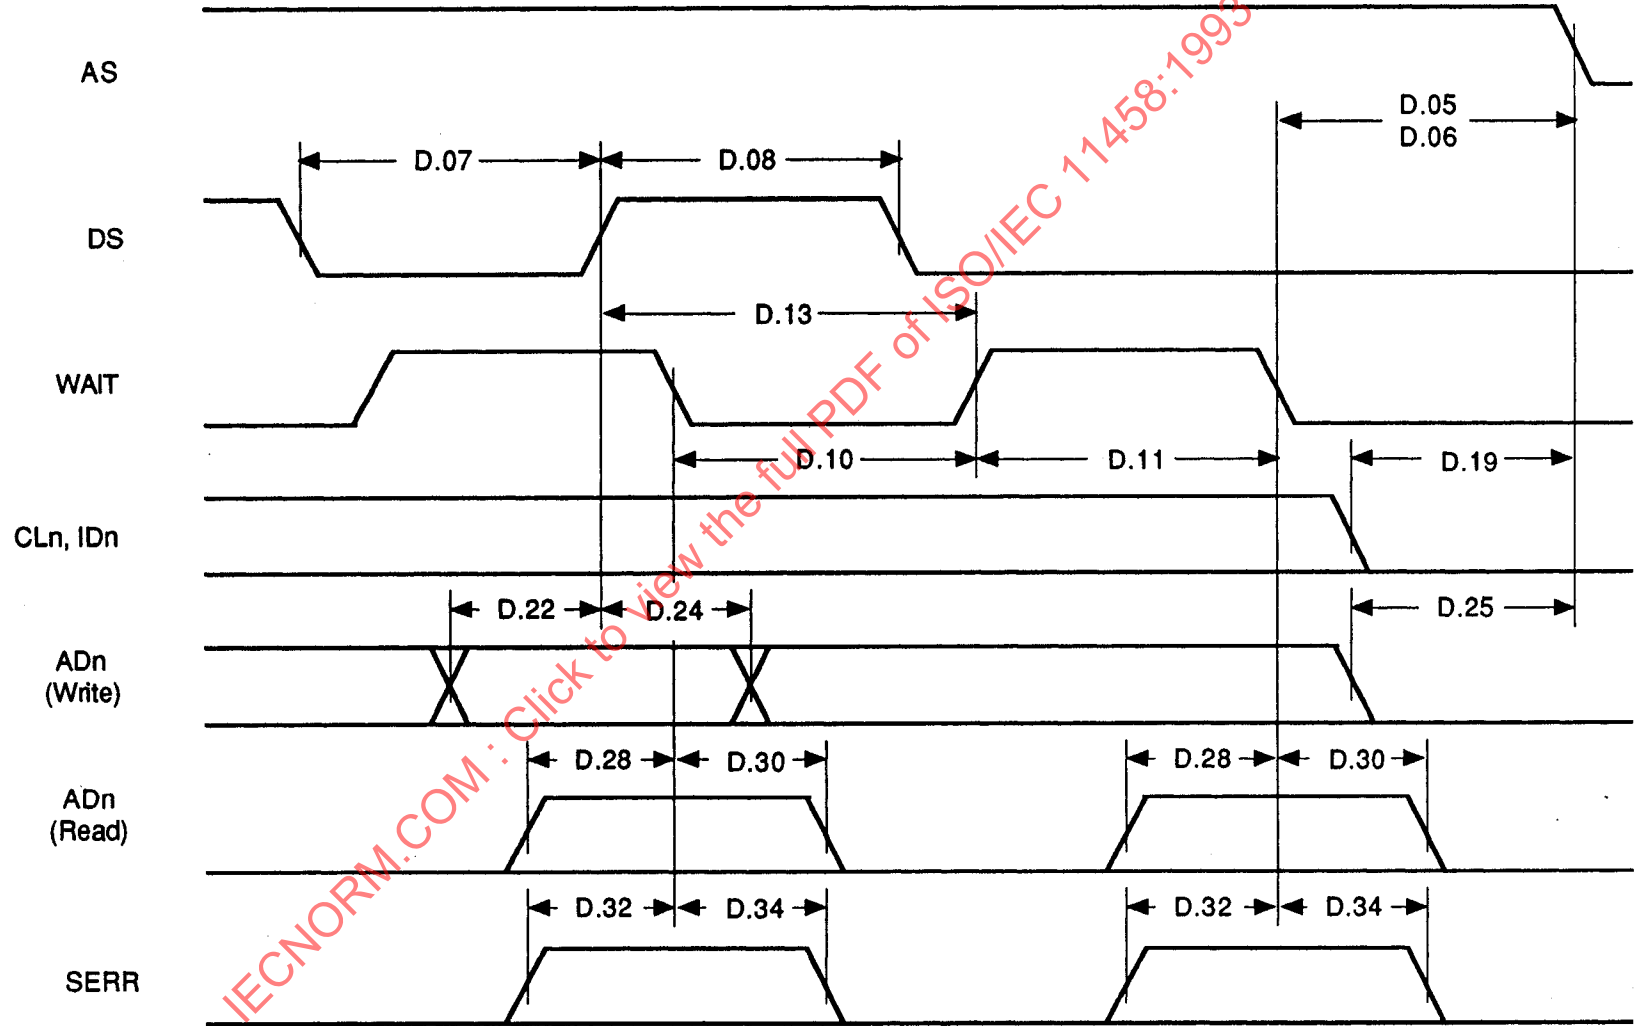 AS
D.05
D.06
D.07
D.08
DS
D.13
WAIT
D.10
D.11
D.19
CLn, IDn
D.22
D.24
D.25
ADn
(Write)
D.28
D.30
D.28
D.30
ADn
(Read)
D.32
D.34
D.32
D.34
SERR
IECNORM.COM : Click to view the full PDF of ISO/IEC 11458:1993